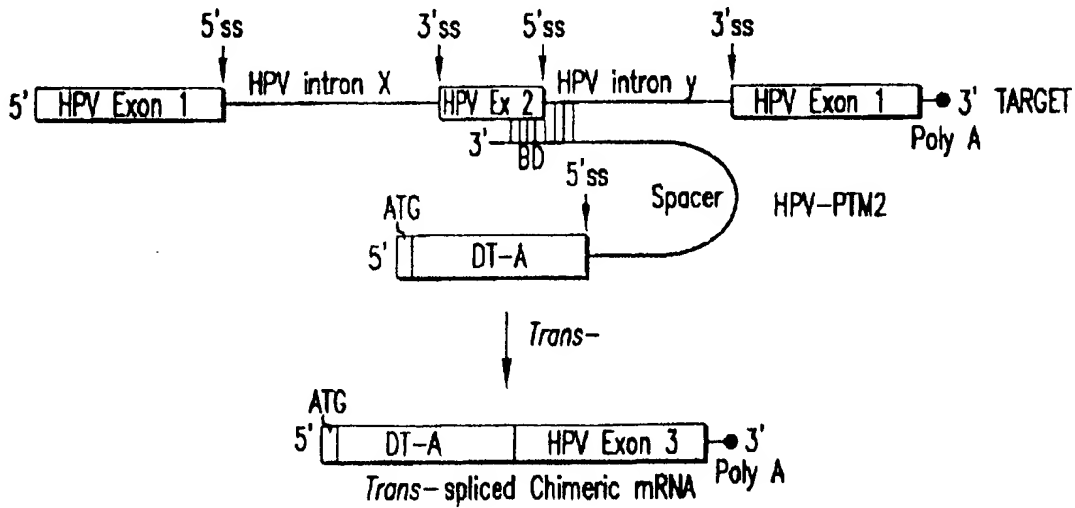 5'ss 3'ss 5'ss 3'ss
HPV intron X HPV intron y
5' HPV Exon 1 HPV Ex 2 HPV Exon 1 3' TARGET
3' BD Poly A
5'ss
Spacer HPV-PTM2
ATG
5' DT-A
Trans-
ATG
5' DT-A HPV Exon 3 3'
Poly A
Trans-spliced Chimeric mRNA